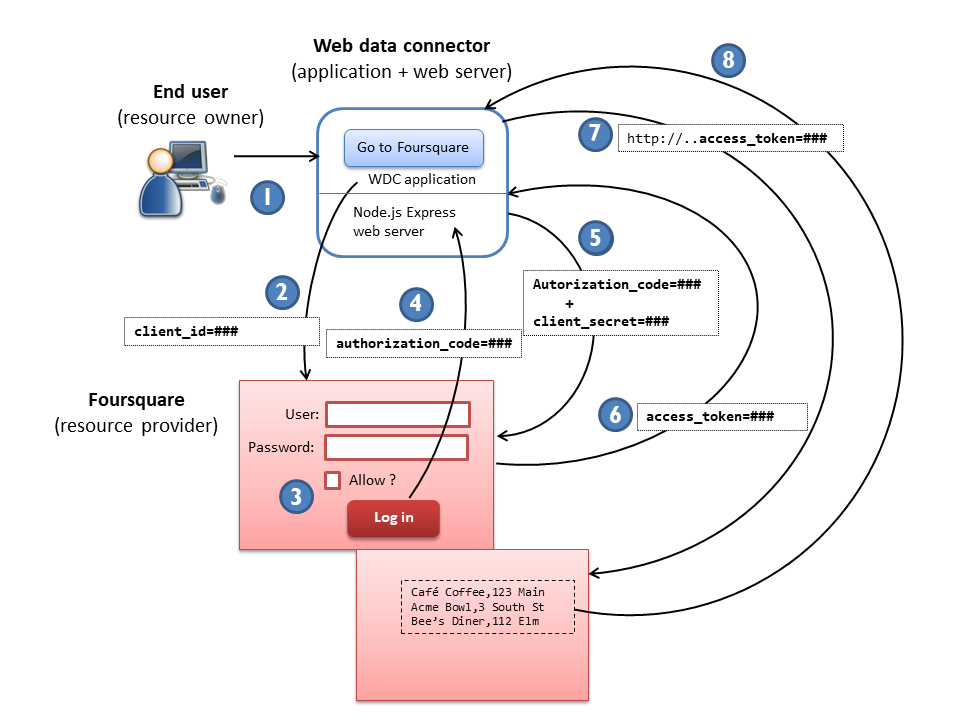 Web data connector
(application + web server)
8
End user
(resource owner)
7
http://..access_token=###
Go to Foursquare
WDC application
1
Node.js Express
web server
5
2
4
Autorization_code=###
+
client_secret=###
client_id=###
authorization_code=###
Foursquare
(resource provider)
User:
6
access_token=###
Password:
Allow ?
3
Log in
Café Coffee,123 Main
Acme Bowl,3 South St
Bee's Diner,112 Elm